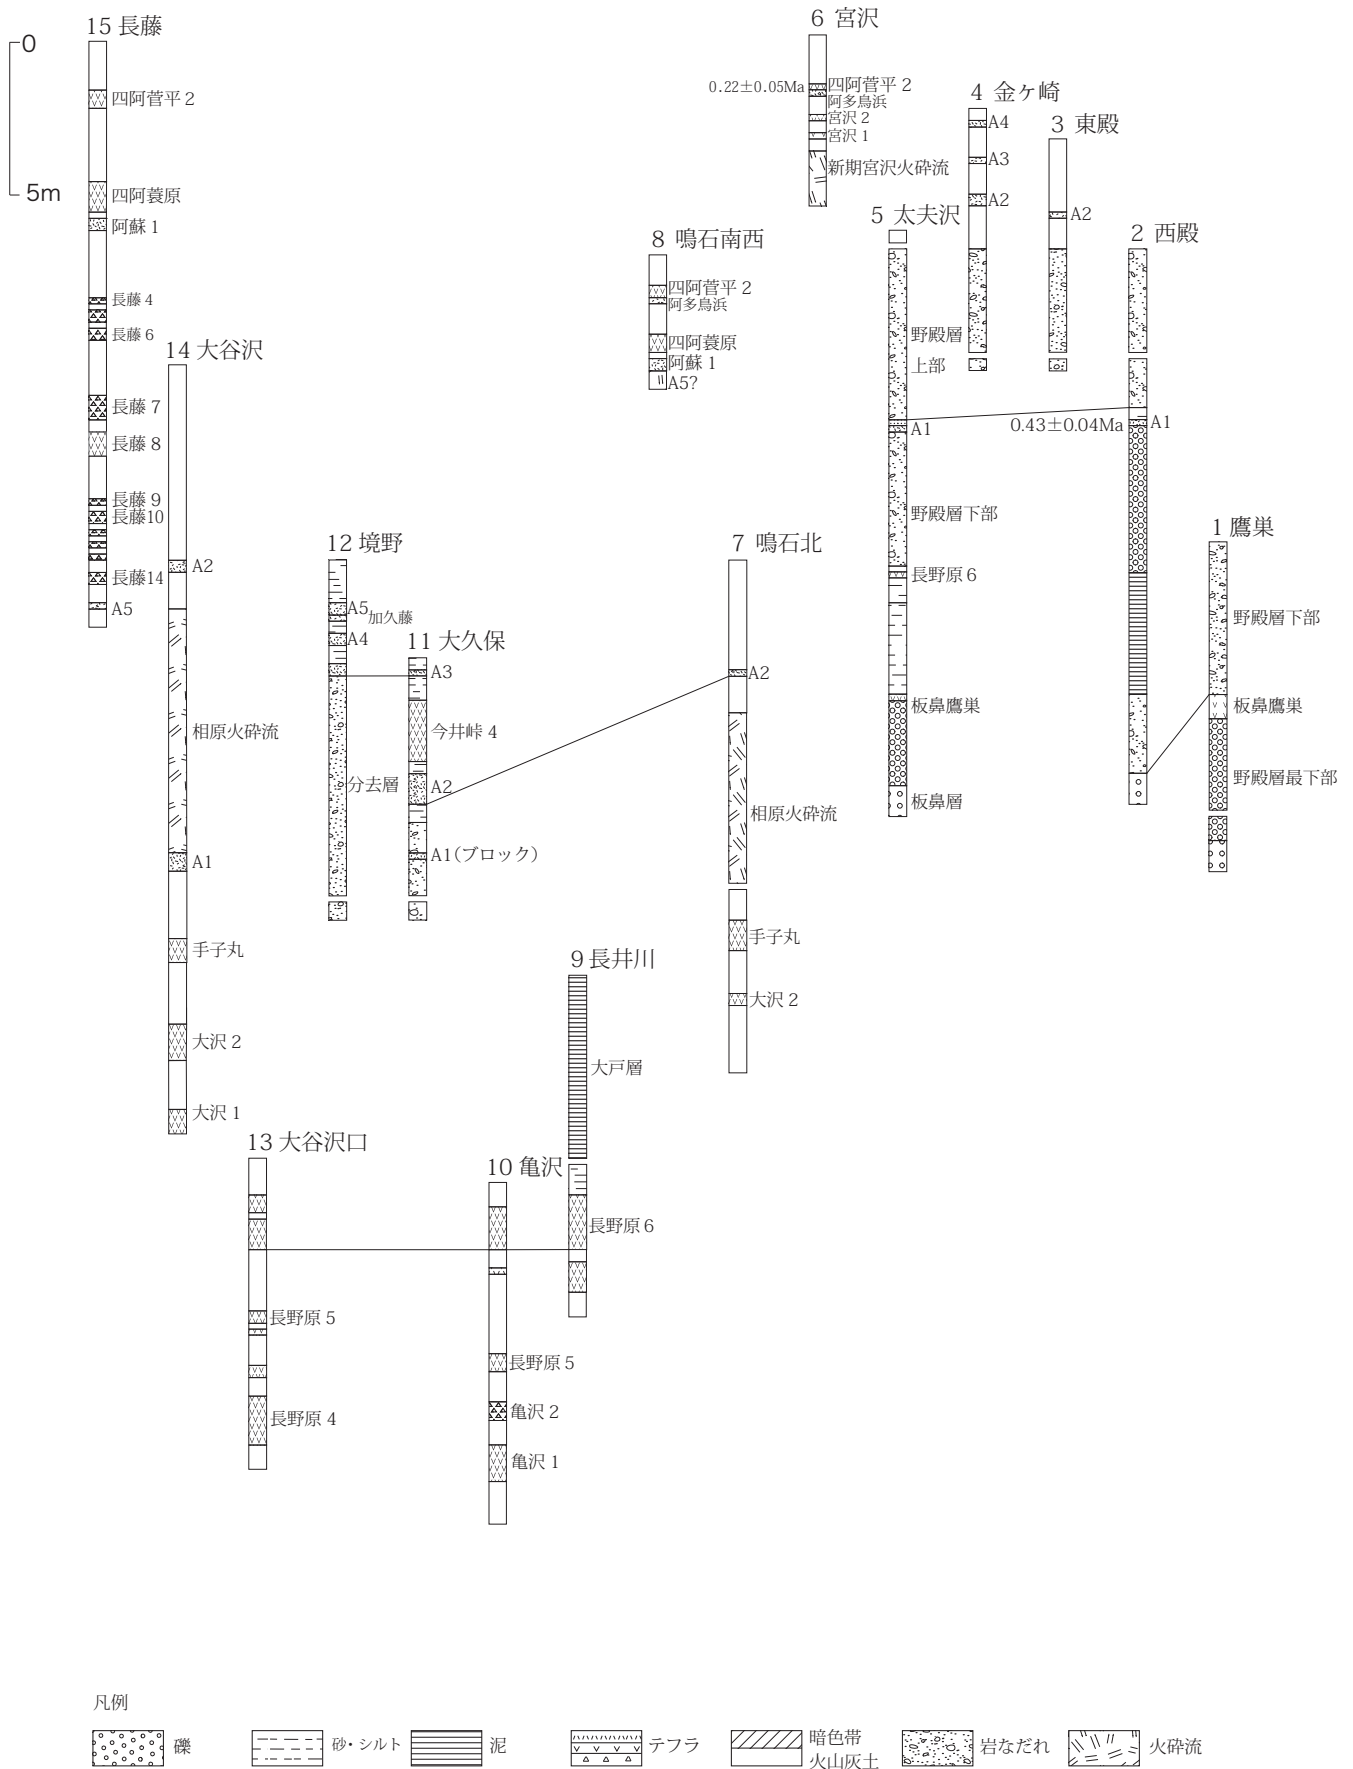 0
5m
15 長藤
四阿菅平 2
四阿蓑原
阿蘇 1
長藤 4
長藤 6
長藤 7
長藤 8
長藤 9
長藤10
長藤14
A5
14 大谷沢
A2
相原火砕流
A1
手子丸
大沢 2
大沢 1
13 大谷沢口
長野原 5
長野原 4
12 境野
A5
加久藤
A4
分去層
11 大久保
A3
今井峠 4
A2
A1(ブロック)
10 亀沢
長野原 5
亀沢 2
亀沢 1
9 長井川
大戸層
長野原 6
8 鳴石南西
四阿菅平 2
阿多鳥浜
四阿蓑原
阿蘇 1
A5?
7 鳴石北
A2
相原火砕流
手子丸
大沢 2
6 宮沢
0.22±0.05Ma
四阿菅平 2
阿多鳥浜
宮沢 2
宮沢 1
新期宮沢火砕流
5 太夫沢
野殿層
上部
A1
野殿層下部
長野原 6
板鼻鷹巣
板鼻層
4 金ヶ崎
A4
A3
A2
3 東殿
A2
2 西殿
0.43±0.04Ma
A1
1 鷹巣
野殿層下部
板鼻鷹巣
野殿層最下部
凡例
礫
砂・シルト
泥
テフラ
暗色帯
火山灰土
岩なだれ
火砕流